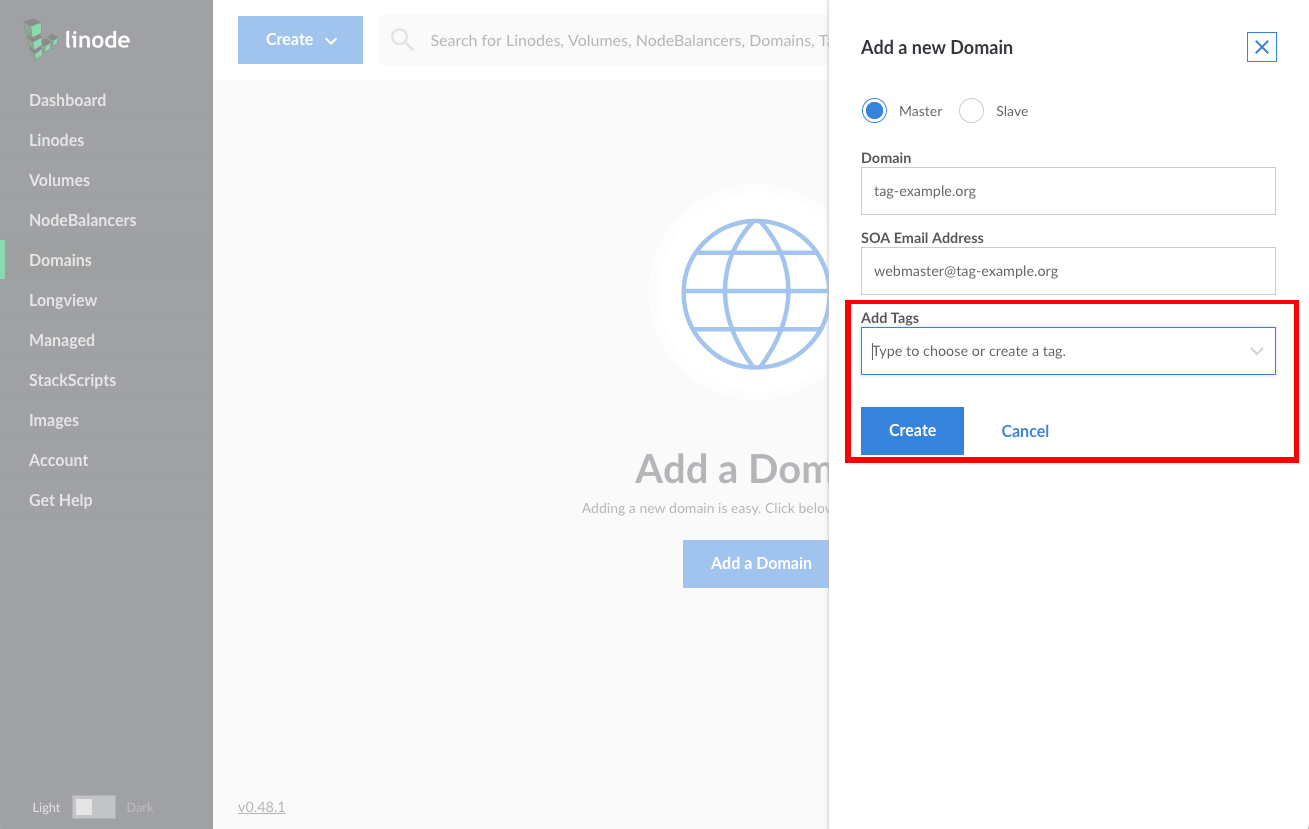 linode
Dashboard
Linodes
Volumes
NodeBalancers
Domains
Longview
Managed
StackScripts
Images
Account
Get Help
Light Dark
Create
Search for Linodes, Volumes, NodeBalancers, Domains, Ta
Add a Dom
Adding a new domain is easy. Click below
Add a Domain
v0.48.1
Add a new Domain
Master Slave
Domain
tag-example.org
SOA Email Address
webmaster@tag-example.org
Add Tags
Type to choose or create a tag.
Create Cancel